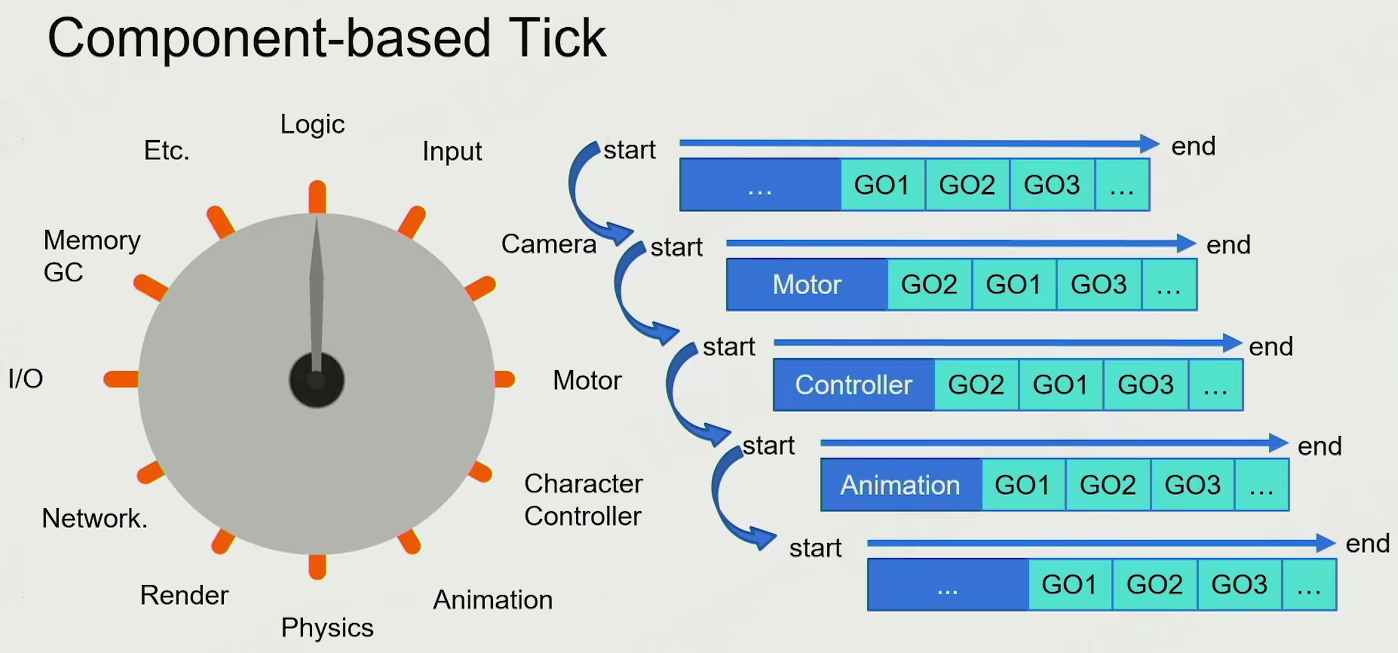 Component-based Tick
Logic
Input
Camera
Motor
Character
Controller
Animation
Physics
Render
Network.
I/O
Memory
GC
Etc.
start
end
... GO1 GO2 GO3 ...
start
end
Motor GO2 GO1 GO3 ...
start
end
Controller GO2 GO1 GO3 ...
start
end
Animation GO1 GO2 GO3 ...
start
end
... GO1 GO2 GO3 ...